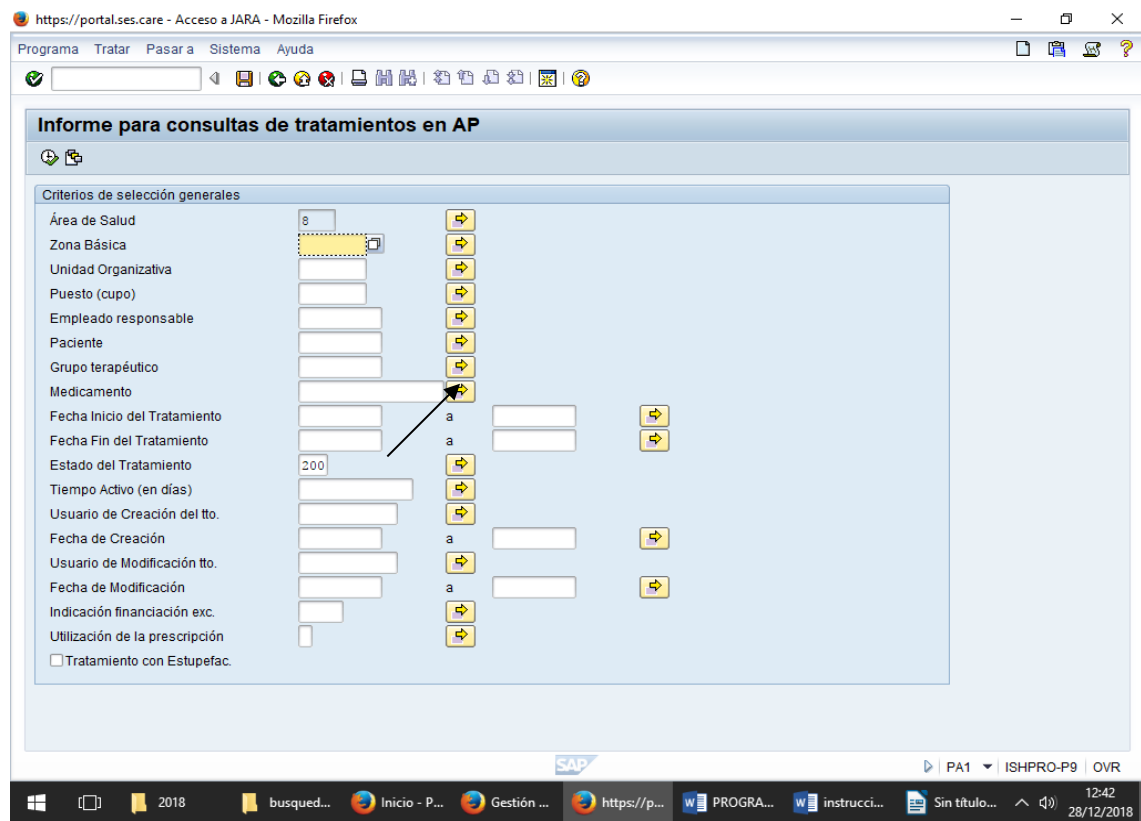 https://portal.ses.care - Acceso a JARA - Mozilla Firefox
Programa Tratar Pasar a Sistema Ayuda
Informe para consultas de tratamientos en AP
Criterios de selección generales
Área de Salud 8
Zona Básica
Unidad Organizativa
Puesto (cupo)
Empleado responsable
Paciente
Grupo terapéutico
Medicamento
Fecha Inicio del Tratamiento a
Fecha Fin del Tratamiento a
Estado del Tratamiento 200
Tiempo Activo (en días)
Usuario de Creación del tto.
Fecha de Creación a
Usuario de Modificación tto.
Fecha de Modificación a
Indicación financiación exc.
Utilización de la prescripción
Tratamiento con Estupefac.
SAP
PA1 ISHPRO-P9 OVR
2018 busqued... Inicio - P... Gestión ... https://p... PROGRA... instrucci... Sin título... 12:42
28/12/2018